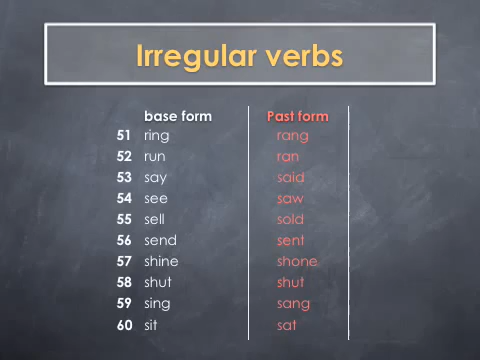 Irregular verbs
base form Past form
51 ring rang
52 run ran
53 say said
54 see saw
55 sell sold
56 send sent
57 shine shone
58 shut shut
59 sing sang
60 sit sat